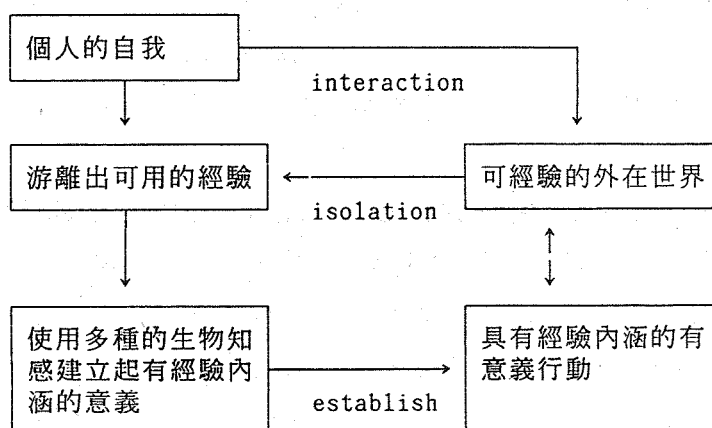 個人的自我
interaction
游離出可用的經驗
可經驗的外在世界
isolation
使用多種的生物知
感建立起有經驗內
涵的意義
establish
具有經驗內涵的有
意義行動